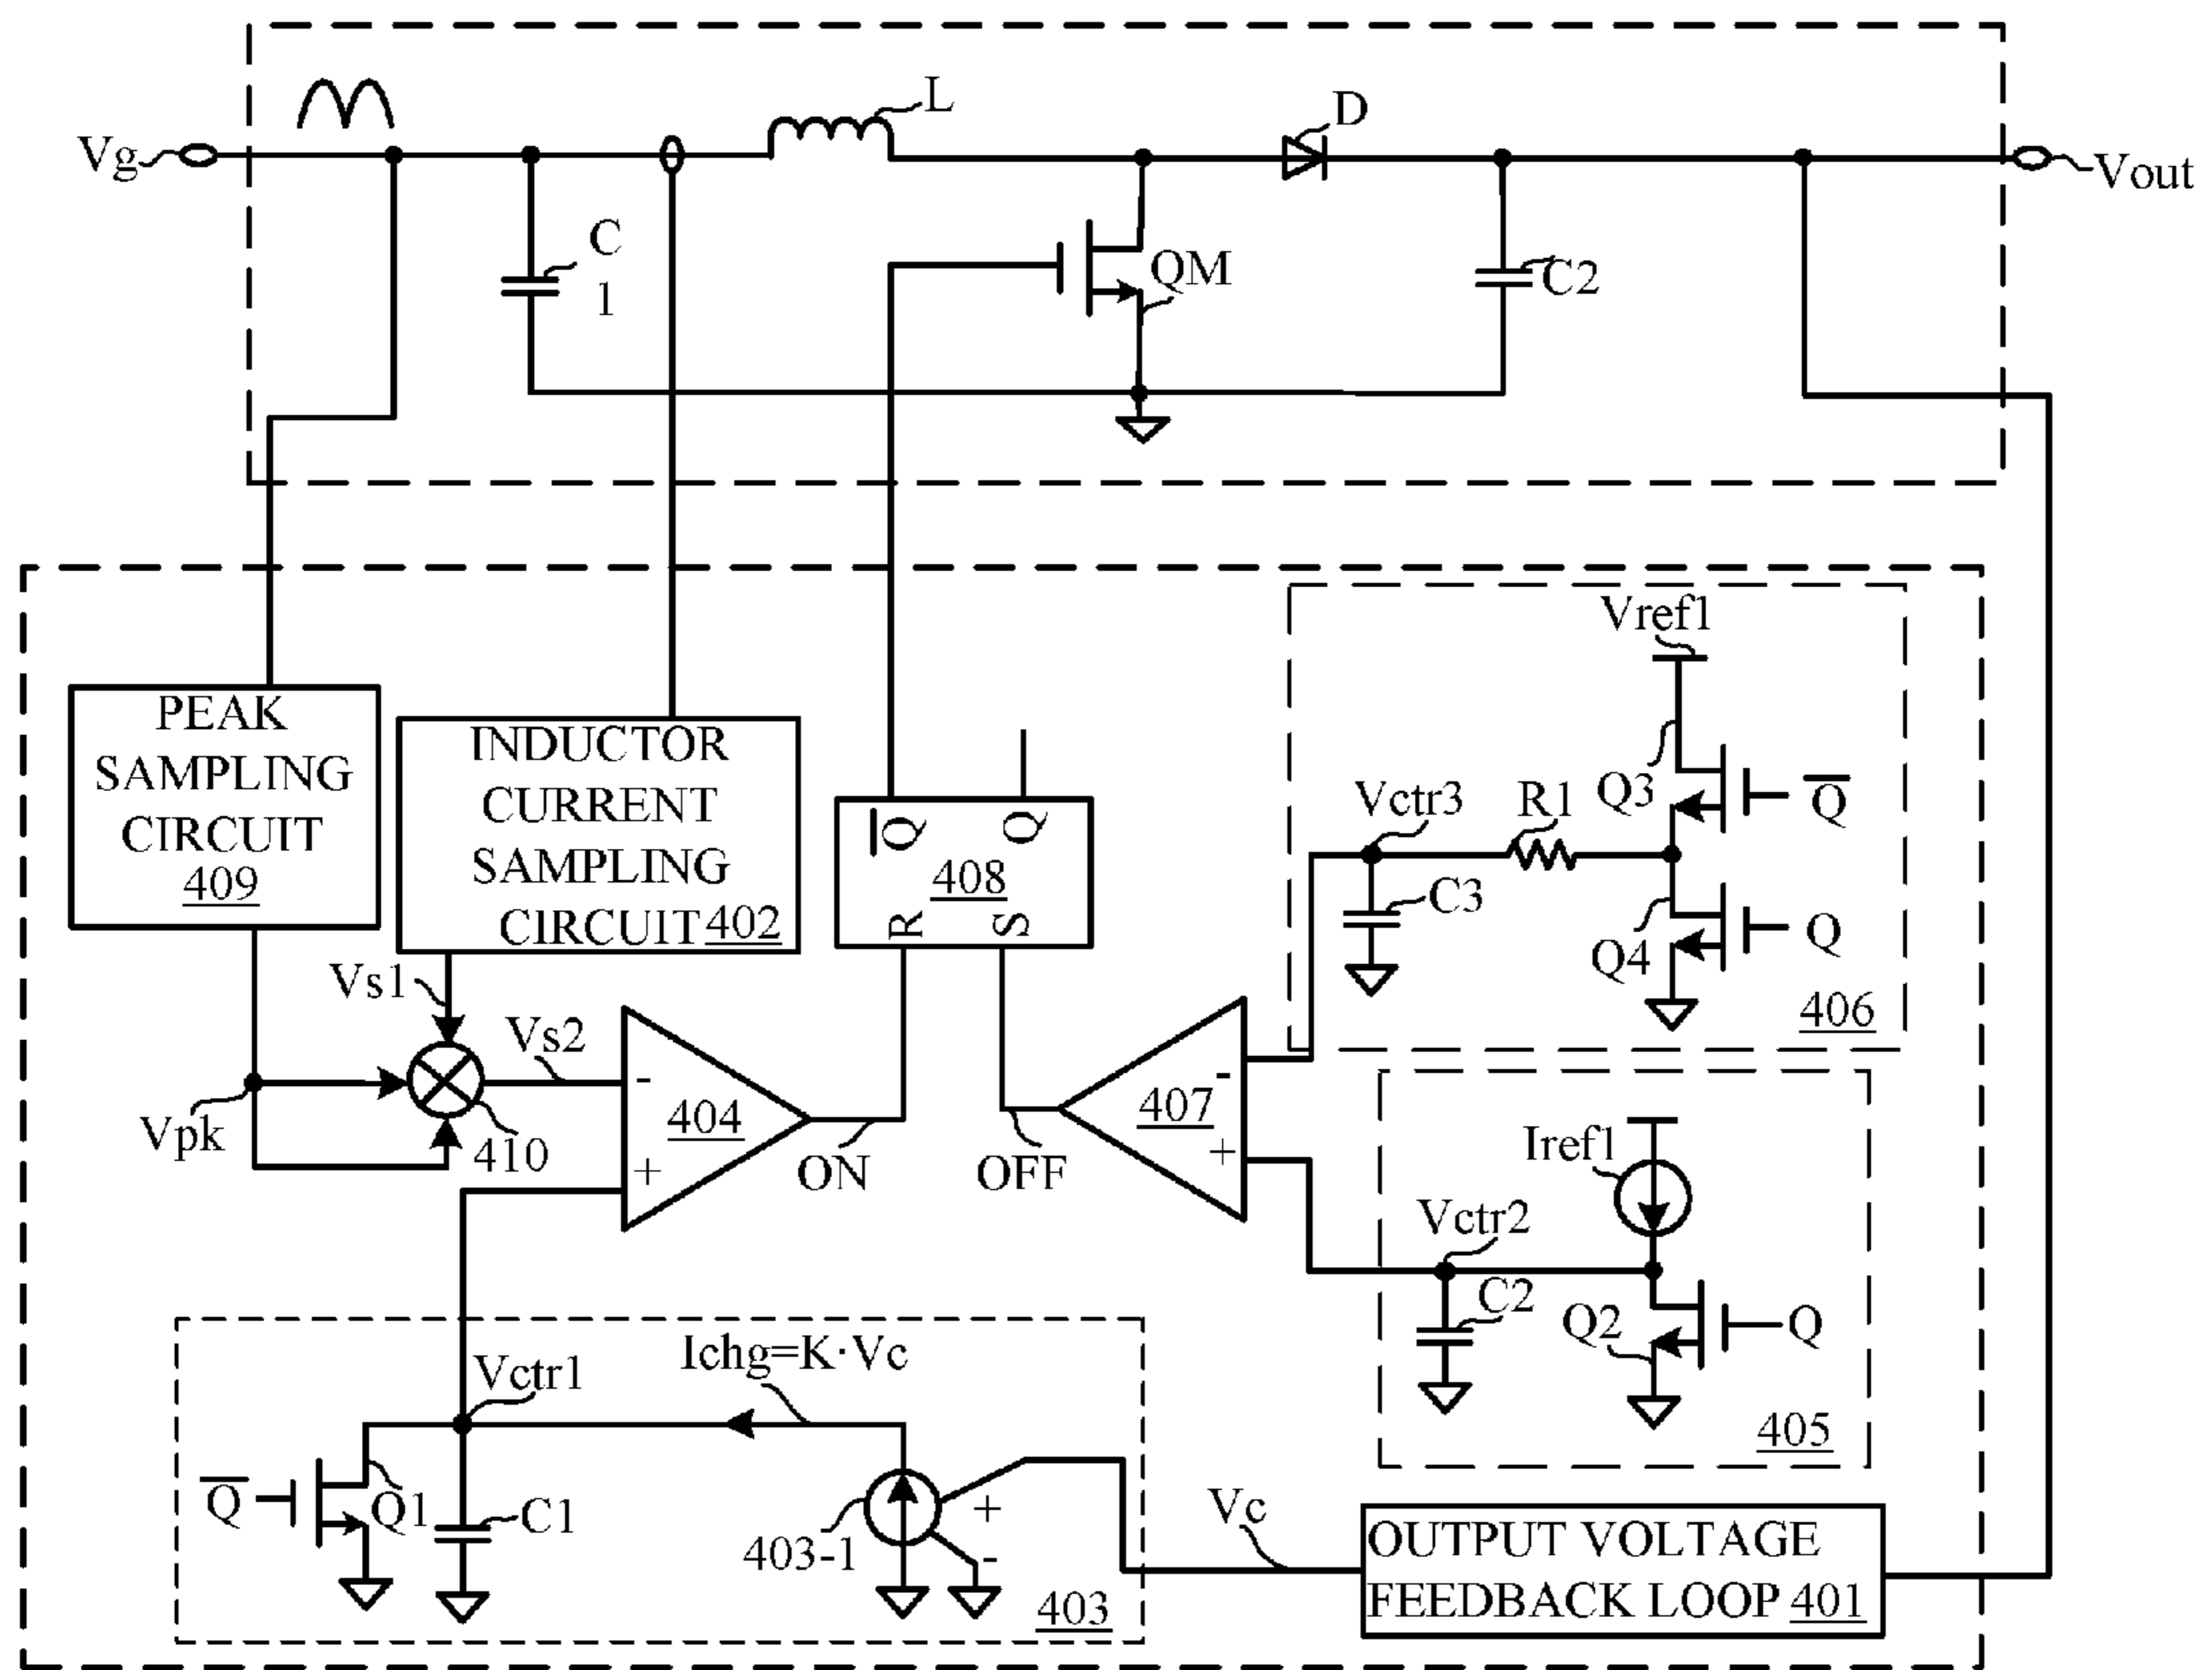 L
D
Vg
Vout
C
1
QM
C2
Vref1
PEAK
SAMPLING
CIRCUIT
409
INDUCTOR
CURRENT
SAMPLING
CIRCUIT 402
Q̅
Q
408
R
S
Vctr3
R1
Q3
Q̅
C3
Q4
Q
406
Vs1
Vs2
-
+
404
ON
Vpk
410
OFF
407
-
+
Iref1
Vctr2
C2
Q2
Q
405
Vctr1
Ichg=K·Vc
Q̅
Q1
C1
403-1
+
-
403
Vc
OUTPUT VOLTAGE
FEEDBACK LOOP 401